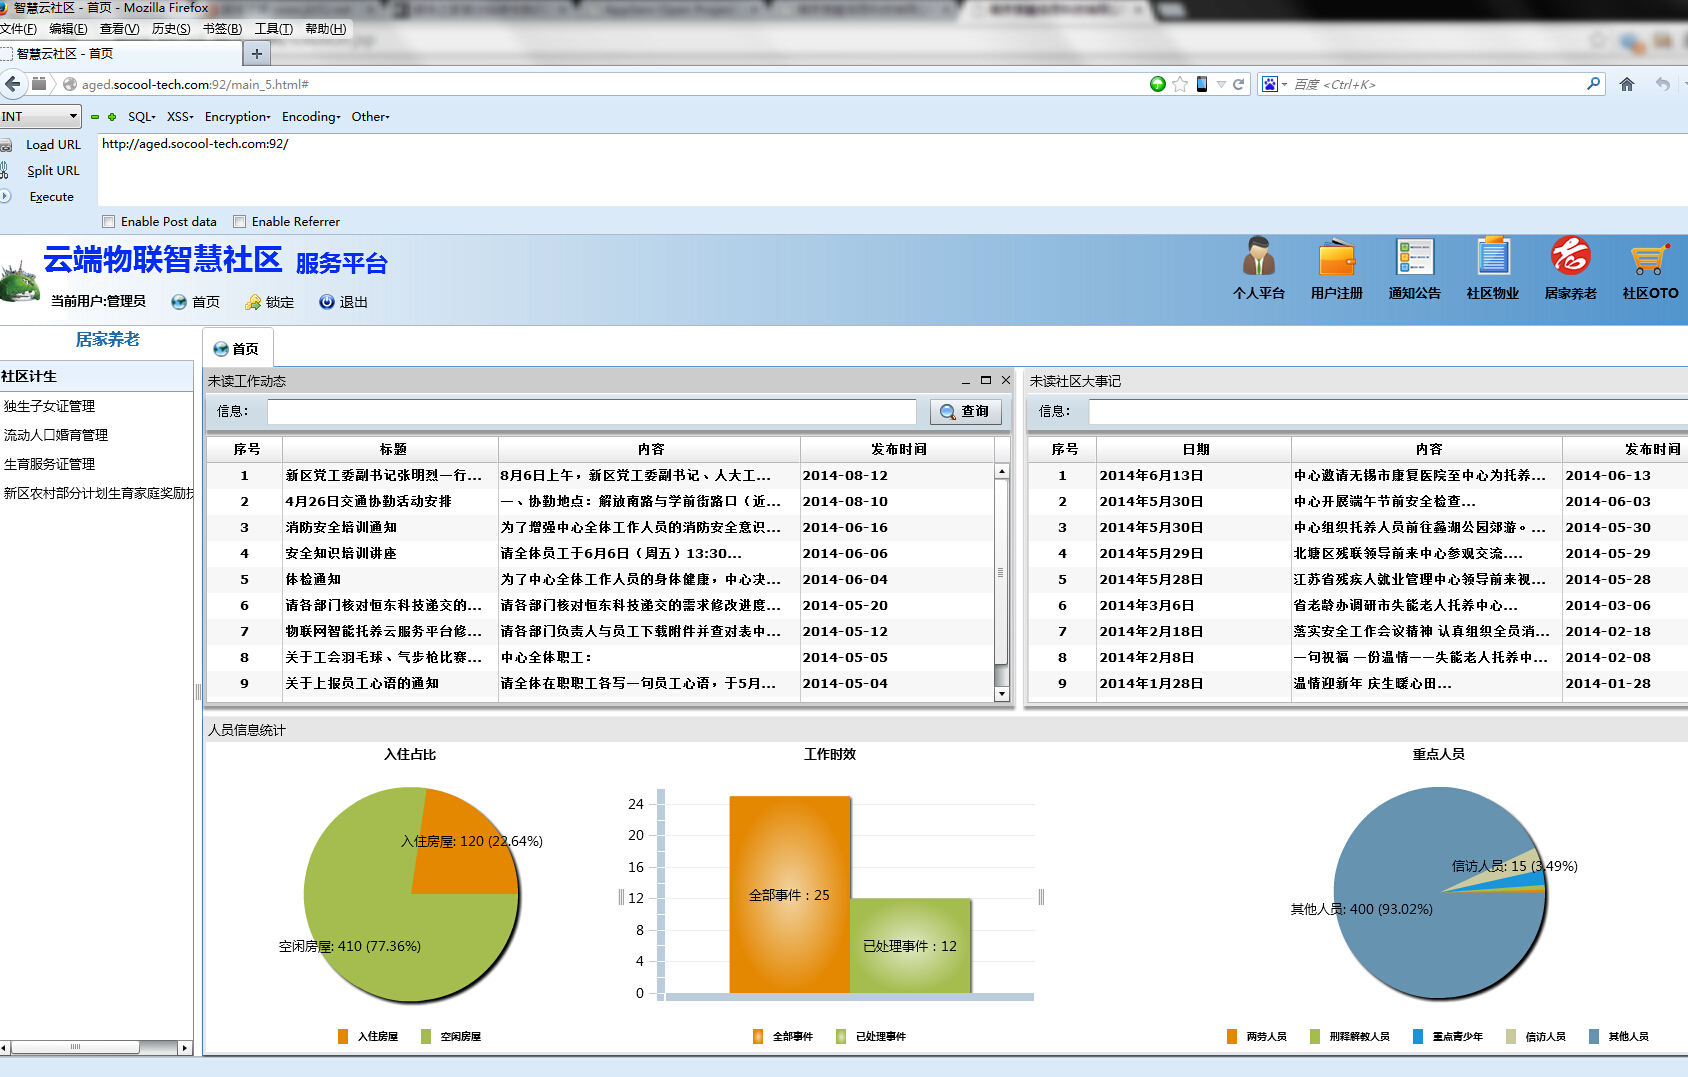 智慧云社区 - 首页 - Mozilla Firefox
文件(F) 编辑(E) 查看(V) 历史(S) 书签(B) 工具(T) 帮助(H)
智慧云社区 - 首页
aged.socool-tech.com:92/main_5.html#
百度 <Ctrl+K>
INT SQL XSS Encryption Encoding Other
Load URL http://aged.socool-tech.com:92/
Split URL
Execute
Enable Post data Enable Referrer
云端物联智慧社区 服务平台
当前用户:管理员 首页 锁定 退出
个人平台 用户注册 通知公告 社区物业 居家养老 社区OTO
居家养老
社区计生
独生子女证管理
流动人口婚育管理
生育服务证管理
新区农村部分计划生育家庭奖励扶
首页
未读工作动态
信息: 查询
序号 标题 内容 发布时间
1 新区党工委副书记张明烈一行... 8月6日上午，新区党工委副书记、人大工... 2014-08-12
2 4月26日交通协勤活动安排 一、协勤地点：解放南路与学前街路口（近... 2014-08-10
3 消防安全培训通知 为了增强中心全体工作人员的消防安全意识... 2014-06-16
4 安全知识培训讲座 请全体员工于6月6日（周五）13:30... 2014-06-06
5 体检通知 为了中心全体工作人员的身体健康，中心决... 2014-06-04
6 请各部门核对恒东科技递交的... 请各部门核对恒东科技递交的需求修改进度... 2014-05-20
7 物联网智能托养云服务平台修... 请各部门负责人与员工下载附件并查对表中... 2014-05-12
8 关于工会羽毛球、气步枪比赛... 中心全体职工： 2014-05-05
9 关于上报员工心语的通知 请全体在职职工各写一句员工心语，于5月... 2014-05-04
未读社区大事记
信息:
序号 日期 内容 发布时间
1 2014年6月13日 中心邀请无锡市康复医院至中心为托养... 2014-06-13
2 2014年5月30日 中心开展端午节前安全检查... 2014-06-03
3 2014年5月30日 中心组织托养人员前往蠡湖公园郊游。... 2014-05-30
4 2014年5月29日 北塘区残联领导前来中心参观交流.... 2014-05-29
5 2014年5月28日 江苏省残疾人就业管理中心领导前来视... 2014-05-28
6 2014年3月6日 省老龄办调研市失能老人托养中心... 2014-03-06
7 2014年2月18日 落实安全工作会议精神 认真组织全员消... 2014-02-18
8 2014年2月8日 一句祝福 一份温情——失能老人托养中... 2014-02-08
9 2014年1月28日 温情迎新年 庆生暖心田... 2014-01-28
人员信息统计
入住占比
入住房屋: 120 (22.64%)
空闲房屋: 410 (77.36%)
入住房屋 空闲房屋
工作时效
24
20
16
12
8
4
0
全部事件：25
已处理事件：12
全部事件 已处理事件
重点人员
信访人员: 15 (3.49%)
其他人员: 400 (93.02%)
两劳人员 刑释解教人员 重点青少年 信访人员 其他人员